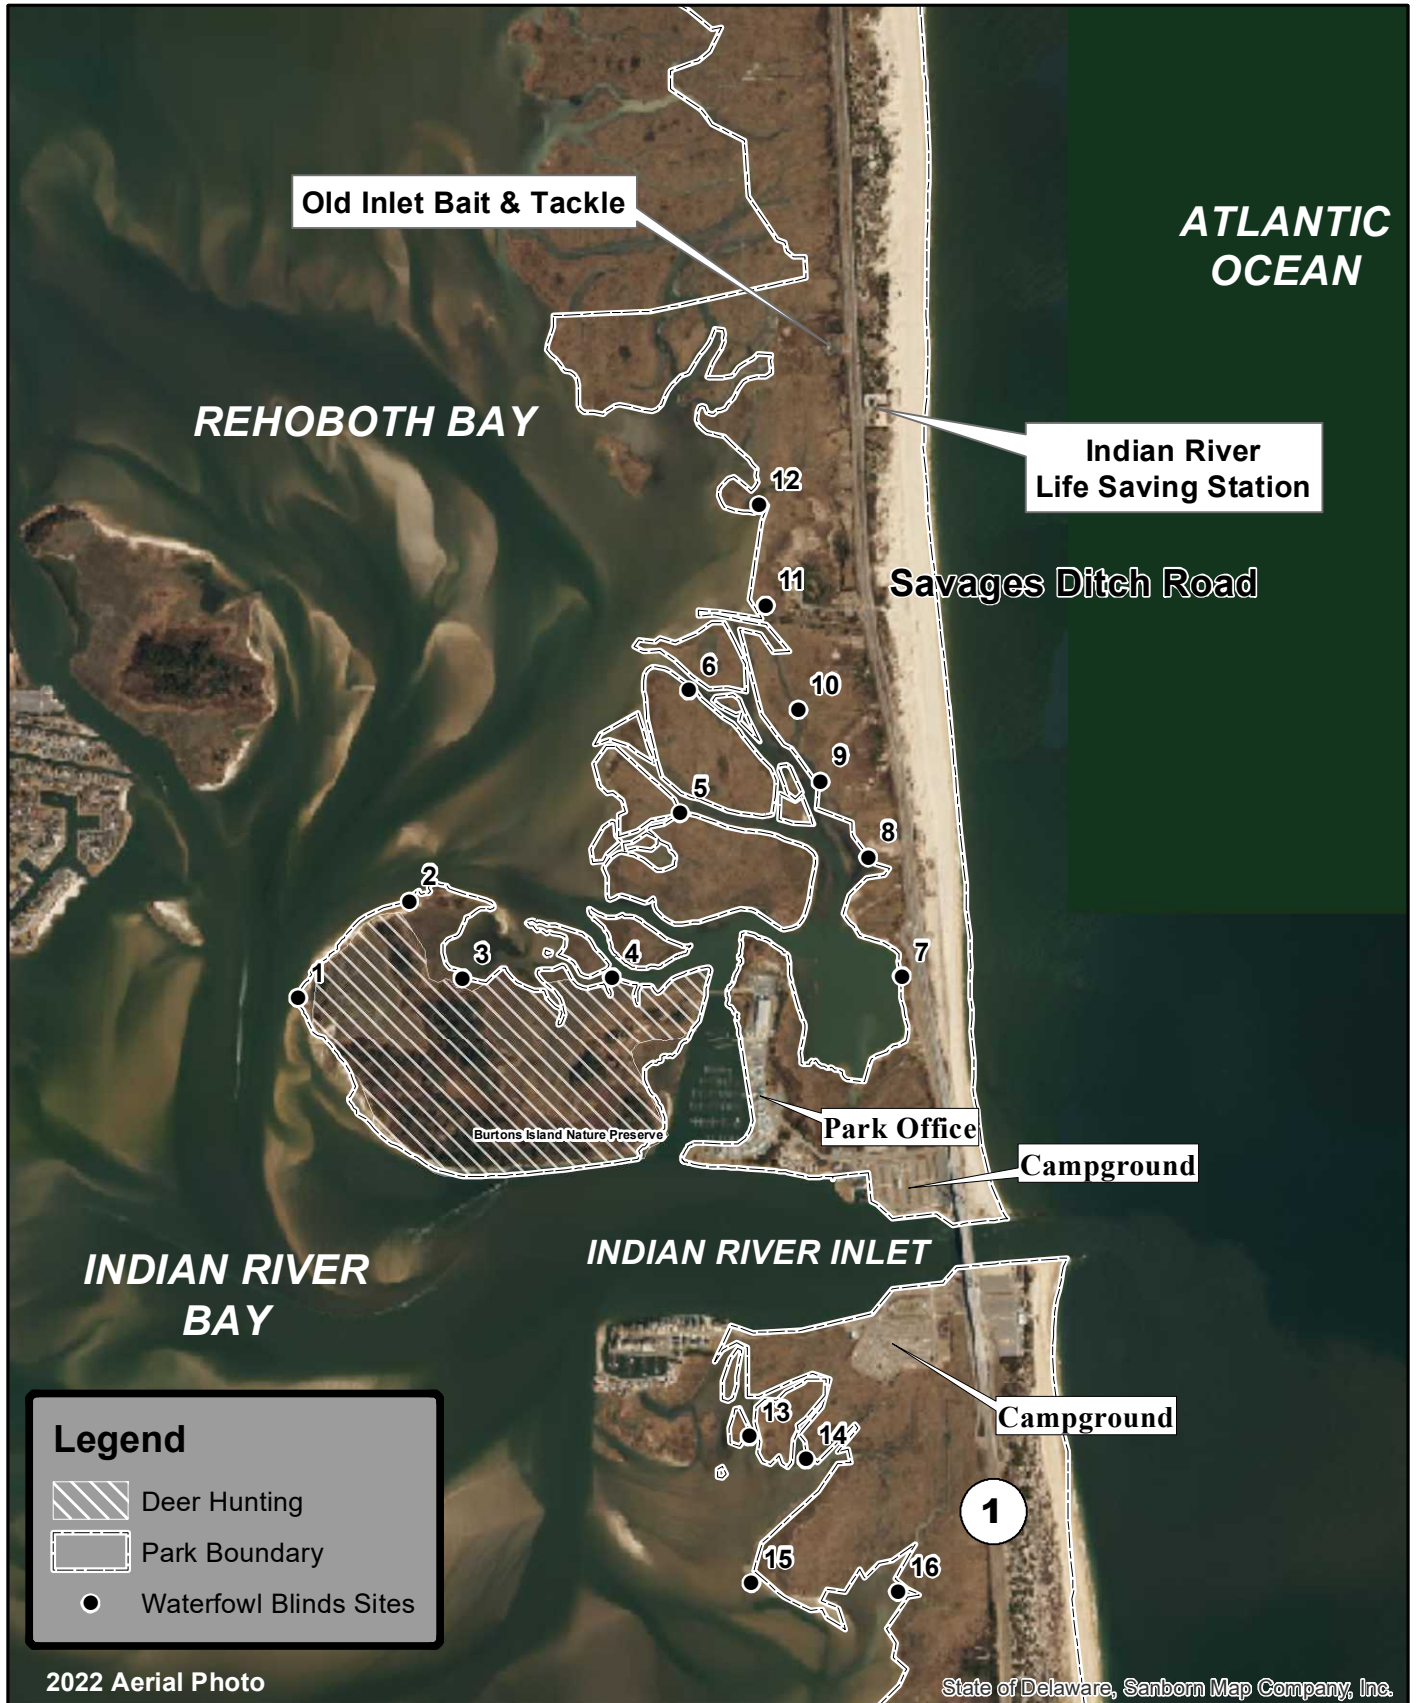 Old Inlet Bait & Tackle
ATLANTIC
OCEAN
REHOBOTH BAY
Indian River
Life Saving Station
12
11
Savages Ditch Road
6
10
9
5
8
2
3
4
7
1
Burtons Island Nature Preserve
Park Office
Campground
INDIAN RIVER INLET
INDIAN RIVER
BAY
Campground
13
14
1
15
16
Legend
Deer Hunting
Park Boundary
Waterfowl Blinds Sites
2022 Aerial Photo
State of Delaware, Sanborn Map Company, Inc.